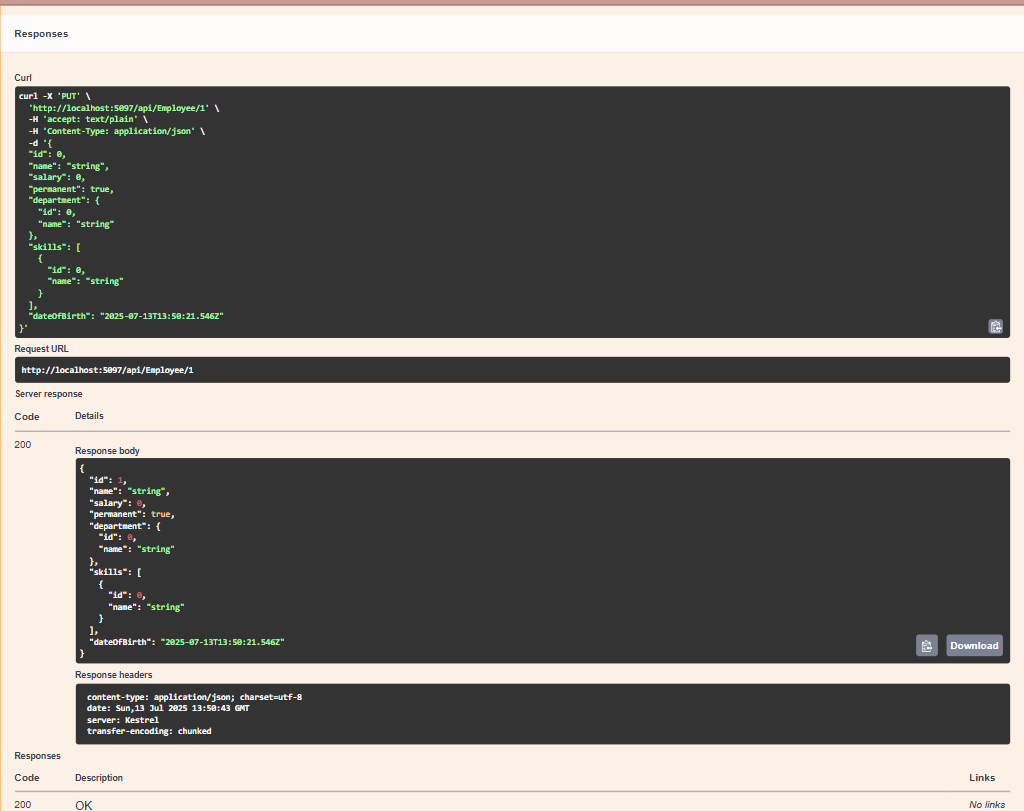 Responses
Curl
curl -X 'PUT' \
  'http://localhost:5097/api/Employee/1' \
  -H 'accept: text/plain' \
  -H 'Content-Type: application/json' \
  -d '{
  "id": 0,
  "name": "string",
  "salary": 0,
  "permanent": true,
  "department": {
    "id": 0,
    "name": "string"
  },
  "skills": [
    {
      "id": 0,
      "name": "string"
    }
  ],
  "dateOfBirth": "2025-07-13T13:50:21.546Z"
}'
Request URL
http://localhost:5097/api/Employee/1
Server response
Code Details
200
Response body
{
  "id": 1,
  "name": "string",
  "salary": 0,
  "permanent": true,
  "department": {
    "id": 0,
    "name": "string"
  },
  "skills": [
    {
      "id": 0,
      "name": "string"
    }
  ],
  "dateOfBirth": "2025-07-13T13:50:21.546Z"
}
Download
Response headers
content-type: application/json; charset=utf-8
date: Sun,13 Jul 2025 13:50:43 GMT
server: Kestrel
transfer-encoding: chunked
Responses
Code Description Links
200 OK No links